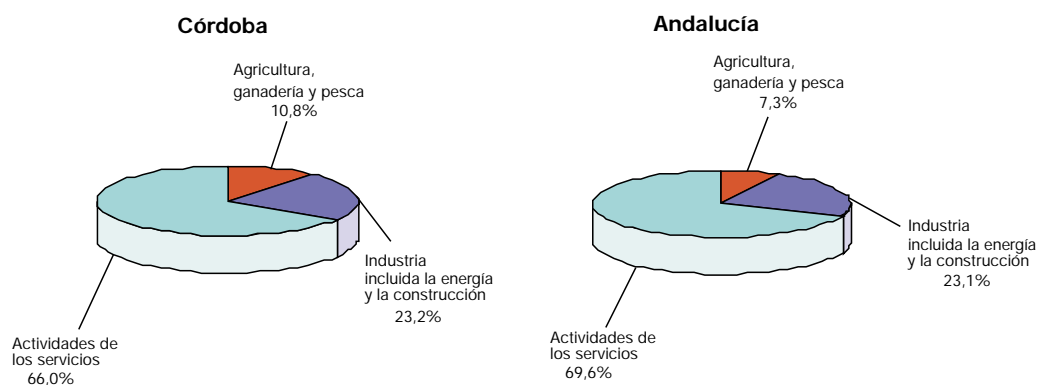 Córdoba
Agricultura,
ganadería y pesca
10,8%
Industria
incluida la energía
y la construcción
23,2%
Actividades de
los servicios
66,0%
Andalucía
Agricultura,
ganadería y pesca
7,3%
Industria
incluida la energía
y la construcción
23,1%
Actividades de
los servicios
69,6%